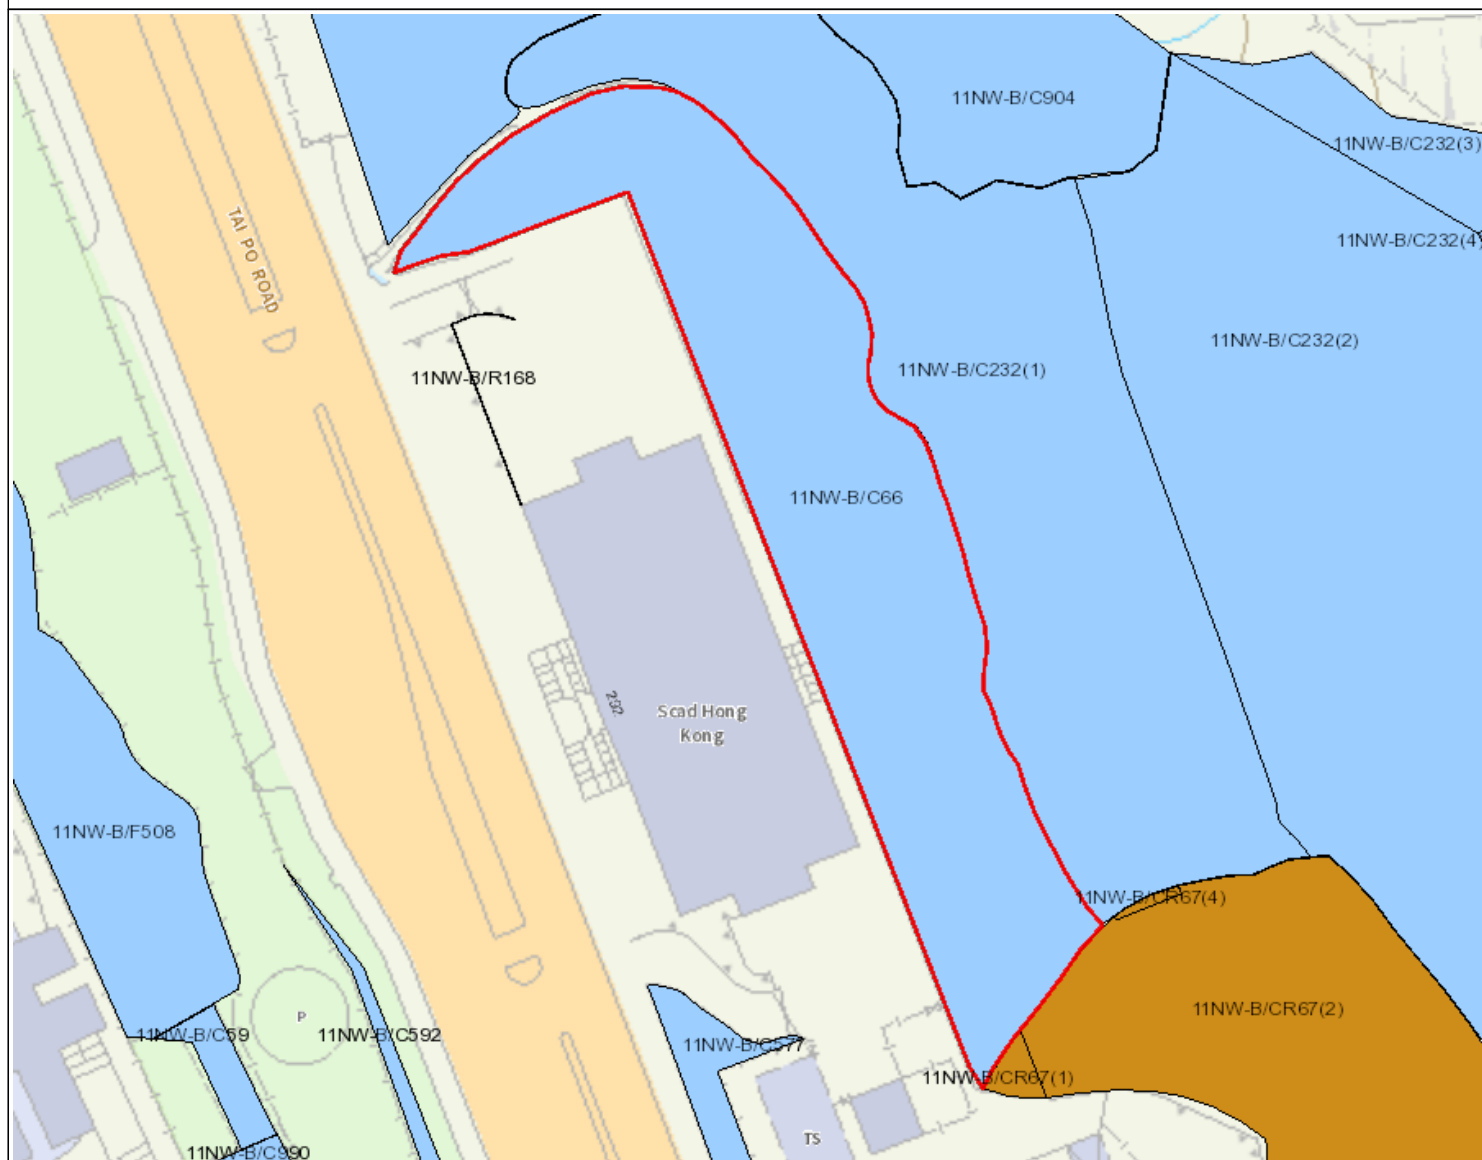 11NW-B/C904
11NW-B/C232(3)
TAI PO ROAD
11NW-B/C232(4)
11NW-B/C232(2)
11NW-B/C232(1)
11NW-B/R168
11NW-B/C66
292
Scad Hong
Kong
11NW-B/F508
11NW-B/CR67(4)
11NW-B/CR67(2)
P
11NW-B/C59
11NW-B/C592
11NW-B/C577
11NW-B/CR67(1)
TS
11NW-B/C990